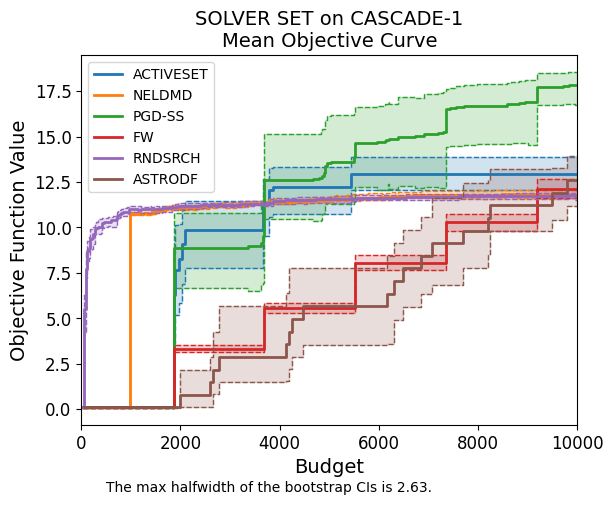 SOLVER SET on CASCADE-1
Mean Objective Curve
Objective Function Value
17.5
15.0
12.5
10.0
7.5
5.0
2.5
0.0
ACTIVESET
NELDMD
PGD-SS
FW
RNDSRCH
ASTRODF
0
2000
4000
6000
8000
10000
Budget
The max halfwidth of the bootstrap CIs is 2.63.